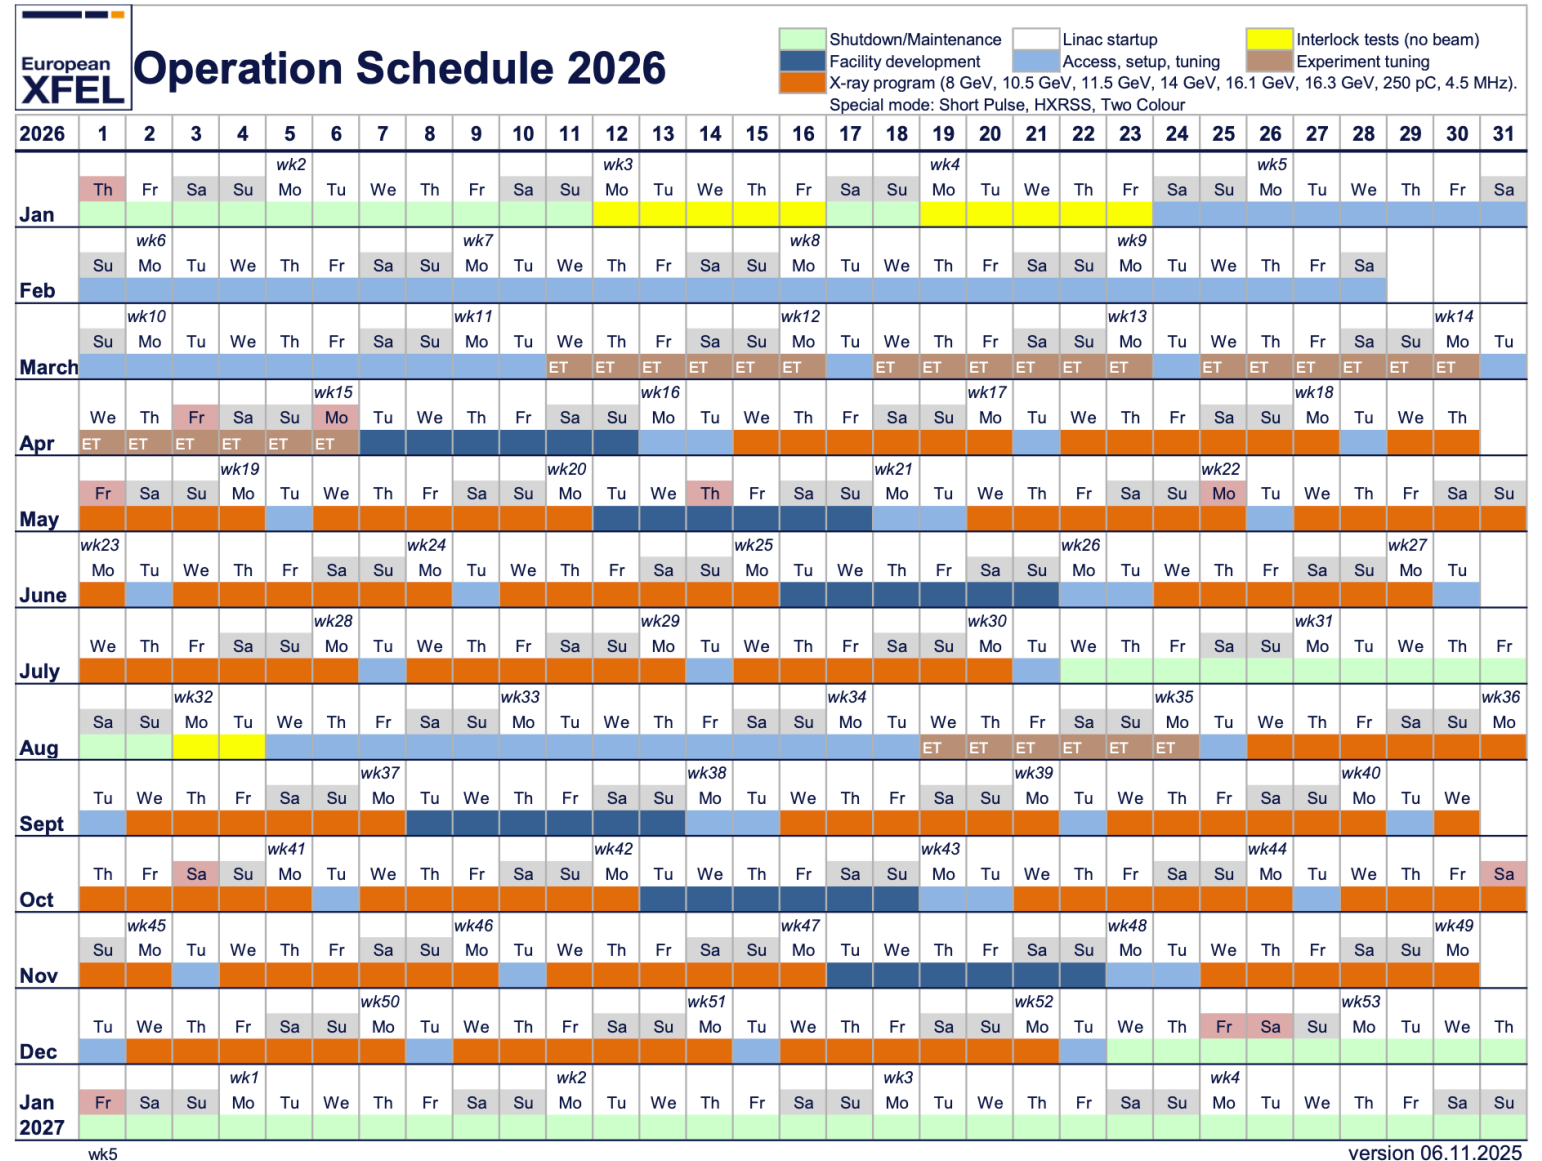 European
XFEL
Operation Schedule 2026
Shutdown/Maintenance Linac startup Interlock tests (no beam)
Facility development Access, setup, tuning Experiment tuning
X-ray program (8 GeV, 10.5 GeV, 11.5 GeV, 14 GeV, 16.1 GeV, 16.3 GeV, 250 pC, 4.5 MHz).
Special mode: Short Pulse, HXRSS, Two Colour
2026 1 2 3 4 5 6 7 8 9 10 11 12 13 14 15 16 17 18 19 20 21 22 23 24 25 26 27 28 29 30 31
wk2 wk3 wk4 wk5
Th Fr Sa Su Mo Tu We Th Fr Sa Su Mo Tu We Th Fr Sa Su Mo Tu We Th Fr Sa Su Mo Tu We Th Fr Sa
Jan
wk6 wk7 wk8 wk9
Su Mo Tu We Th Fr Sa Su Mo Tu We Th Fr Sa Su Mo Tu We Th Fr Sa Su Mo Tu We Th Fr Sa
Feb
wk10 wk11 wk12 wk13 wk14
Su Mo Tu We Th Fr Sa Su Mo Tu We Th Fr Sa Su Mo Tu We Th Fr Sa Su Mo Tu We Th Fr Sa Su Mo Tu
March ET ET ET ET ET ET ET ET ET ET ET ET ET ET ET ET ET ET
wk15 wk16 wk17 wk18
We Th Fr Sa Su Mo Tu We Th Fr Sa Su Mo Tu We Th Fr Sa Su Mo Tu We Th Fr Sa Su Mo Tu We Th
Apr ET ET ET ET ET ET
wk19 wk20 wk21 wk22
Fr Sa Su Mo Tu We Th Fr Sa Su Mo Tu We Th Fr Sa Su Mo Tu We Th Fr Sa Su Mo Tu We Th Fr Sa Su
May
wk23 wk24 wk25 wk26 wk27
Mo Tu We Th Fr Sa Su Mo Tu We Th Fr Sa Su Mo Tu We Th Fr Sa Su Mo Tu We Th Fr Sa Su Mo Tu
June
wk28 wk29 wk30 wk31
We Th Fr Sa Su Mo Tu We Th Fr Sa Su Mo Tu We Th Fr Sa Su Mo Tu We Th Fr Sa Su Mo Tu We Th Fr
July
wk32 wk33 wk34 wk35 wk36
Sa Su Mo Tu We Th Fr Sa Su Mo Tu We Th Fr Sa Su Mo Tu We Th Fr Sa Su Mo Tu We Th Fr Sa Su Mo
Aug ET ET ET ET ET ET
wk37 wk38 wk39 wk40
Tu We Th Fr Sa Su Mo Tu We Th Fr Sa Su Mo Tu We Th Fr Sa Su Mo Tu We Th Fr Sa Su Mo Tu We
Sept
wk41 wk42 wk43 wk44
Th Fr Sa Su Mo Tu We Th Fr Sa Su Mo Tu We Th Fr Sa Su Mo Tu We Th Fr Sa Su Mo Tu We Th Fr Sa
Oct
wk45 wk46 wk47 wk48 wk49
Su Mo Tu We Th Fr Sa Su Mo Tu We Th Fr Sa Su Mo Tu We Th Fr Sa Su Mo Tu We Th Fr Sa Su Mo
Nov
wk50 wk51 wk52 wk53
Tu We Th Fr Sa Su Mo Tu We Th Fr Sa Su Mo Tu We Th Fr Sa Su Mo Tu We Th Fr Sa Su Mo Tu We Th
Dec
wk1 wk2 wk3 wk4
Jan Fr Sa Su Mo Tu We Th Fr Sa Su Mo Tu We Th Fr Sa Su Mo Tu We Th Fr Sa Su Mo Tu We Th Fr Sa Su
2027
wk5 version 06.11.2025